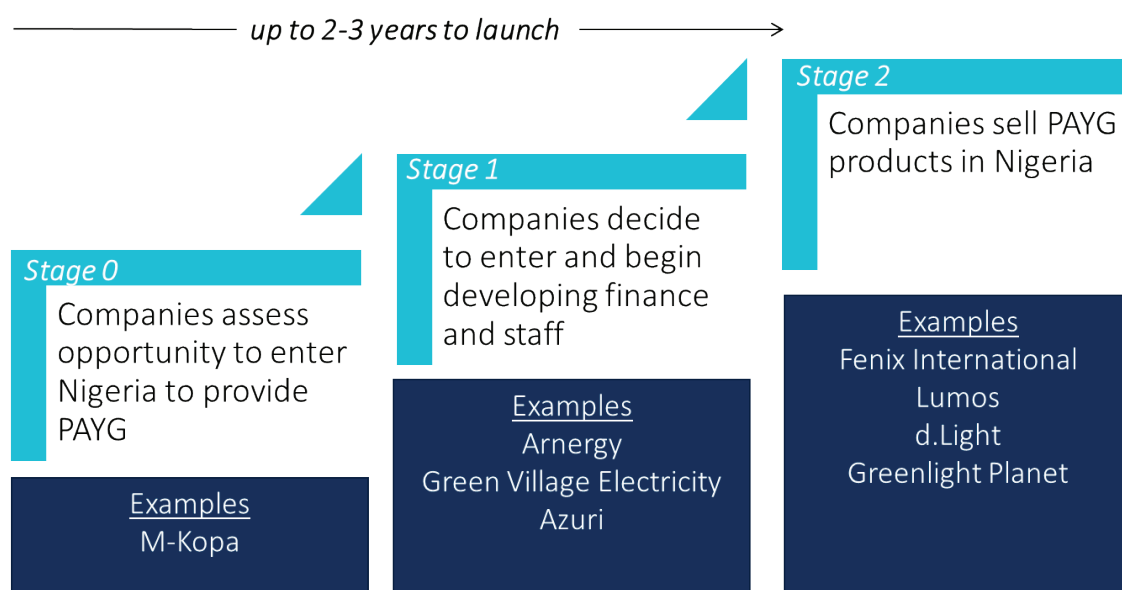 up to 2-3 years to launch
Stage 0
Companies assess
opportunity to enter
Nigeria to provide
PAYG
Examples
M-Kopa
Stage 1
Companies decide
to enter and begin
developing finance
and staff
Examples
Arnergy
Green Village Electricity
Azuri
Stage 2
Companies sell PAYG
products in Nigeria
Examples
Fenix International
Lumos
d.Light
Greenlight Planet